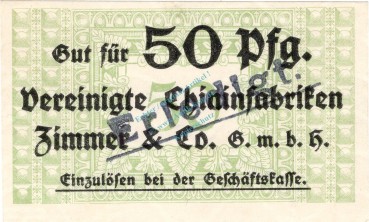 Gut für 50 Pfg.
Vereinigte Chininfabriken
Zimmer & Co. G.m.b.H.
Erledigt.
Einzulösen bei der Geschäftskasse.